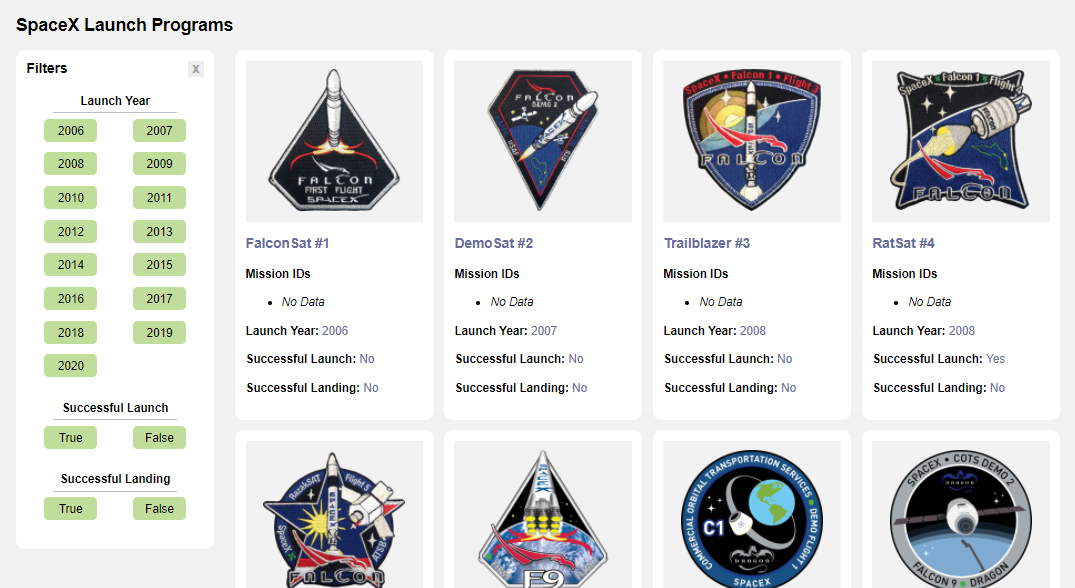 SpaceX Launch Programs
Filters
x
Launch Year
2006 2007
2008 2009
2010 2011
2012 2013
2014 2015
2016 2017
2018 2019
2020
Successful Launch
True False
Successful Landing
True False
FALCON
FIRST FLIGHT
SPACEX
FalconSat #1
Mission IDs
No Data
Launch Year: 2006
Successful Launch: No
Successful Landing: No
FALCON
DEMO 2
SPACEX
DemoSat #2
Mission IDs
No Data
Launch Year: 2007
Successful Launch: No
Successful Landing: No
SpaceX • Falcon 1 • Flight 3
FALCON
Trailblazer #3
Mission IDs
No Data
Launch Year: 2008
Successful Launch: No
Successful Landing: No
SpaceX Falcon 1 Flight
FALCON
RatSat #4
Mission IDs
No Data
Launch Year: 2008
Successful Launch: Yes
Successful Landing: No
RazakSAT Flight 5
SpaceX
ATSB
FALCON
F9
COMMERCIAL ORBITAL TRANSPORTATION SERVICES • DEMO FLIGHT 1
C1
DRAGON
SPACEX
SPACEX • COTS DEMO 2
DRAGON
FALCON 9 • DRAGON